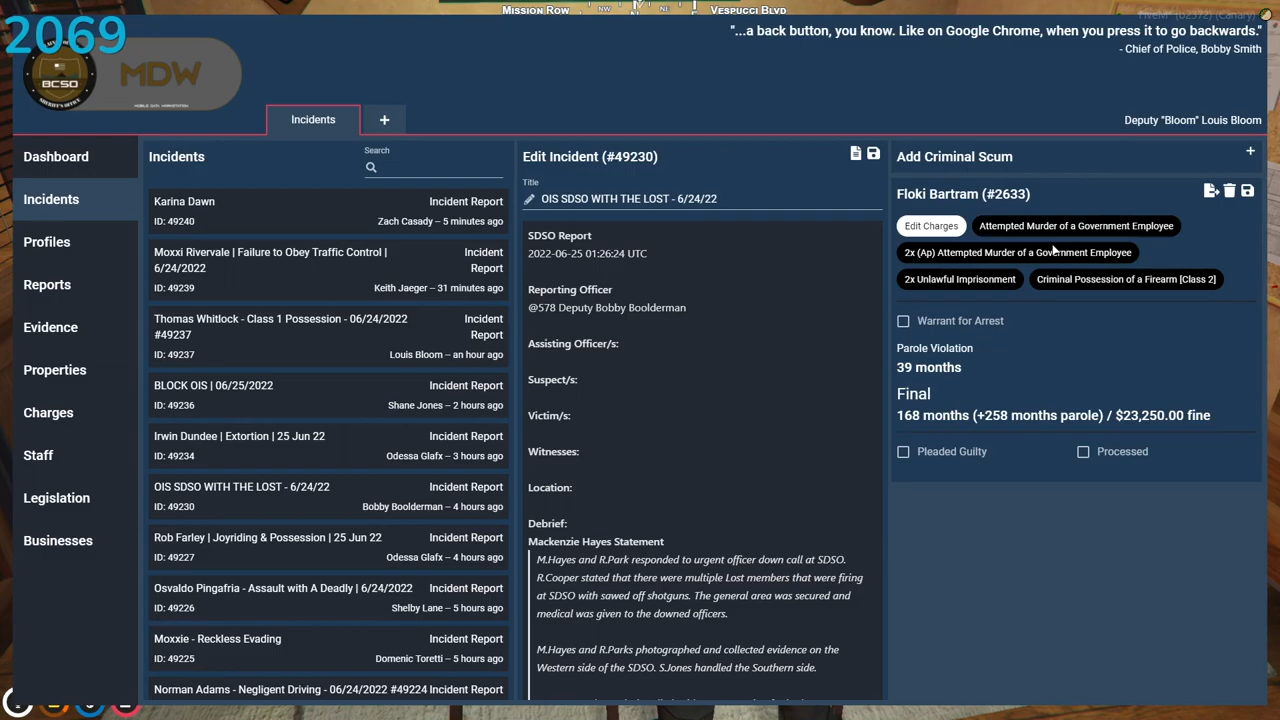 Mission Row NW N NE Vespucci Blvd
2069
FiveM (b2372) (Canary)
"...a back button, you know. Like on Google Chrome, when you press it to go backwards."
- Chief of Police, Bobby Smith
BCSO
SHERIFF'S OFFICE
MDW
MOBILE DATA WORKSTATION
Incidents +
Deputy "Bloom" Louis Bloom
Dashboard
Incidents
Profiles
Reports
Evidence
Properties
Charges
Staff
Legislation
Businesses
Incidents
Search
Karina Dawn Incident Report
ID: 49240 Zach Casady – 5 minutes ago
Moxxi Rivervale | Failure to Obey Traffic Control | Incident
6/24/2022 Report
ID: 49239 Keith Jaeger – 31 minutes ago
Thomas Whitlock - Class 1 Possession - 06/24/2022 Incident
#49237 Report
ID: 49237 Louis Bloom – an hour ago
BLOCK OIS | 06/25/2022 Incident Report
ID: 49236 Shane Jones – 2 hours ago
Irwin Dundee | Extortion | 25 Jun 22 Incident Report
ID: 49234 Odessa Glafx – 3 hours ago
OIS SDSO WITH THE LOST - 6/24/22 Incident Report
ID: 49230 Bobby Boolderman – 4 hours ago
Rob Farley | Joyriding & Possession | 25 Jun 22 Incident Report
ID: 49227 Odessa Glafx – 4 hours ago
Osvaldo Pingafria - Assault with A Deadly | 6/24/2022 Incident Report
ID: 49226 Shelby Lane – 5 hours ago
Moxxie - Reckless Evading Incident Report
ID: 49225 Domenic Toretti – 5 hours ago
Norman Adams - Negligent Driving - 06/24/2022 #49224 Incident Report
Edit Incident (#49230)
Title
OIS SDSO WITH THE LOST - 6/24/22
SDSO Report
2022-06-25 01:26:24 UTC
Reporting Officer
@578 Deputy Bobby Boolderman
Assisting Officer/s:
Suspect/s:
Victim/s:
Witnesses:
Location:
Debrief:
Mackenzie Hayes Statement
M.Hayes and R.Park responded to urgent officer down call at SDSO.
R.Cooper stated that there were multiple Lost members that were firing
at SDSO with sawed off shotguns. The general area was secured and
medical was given to the downed officers.
M.Hayes and R.Parks photographed and collected evidence on the
Western side of the SDSO. S.Jones handled the Southern side.
Add Criminal Scum +
Floki Bartram (#2633)
Edit Charges Attempted Murder of a Government Employee
2x (Ap) Attempted Murder of a Government Employee
2x Unlawful Imprisonment Criminal Possession of a Firearm [Class 2]
Warrant for Arrest
Parole Violation
39 months
Final
168 months (+258 months parole) / $23,250.00 fine
Pleaded Guilty Processed